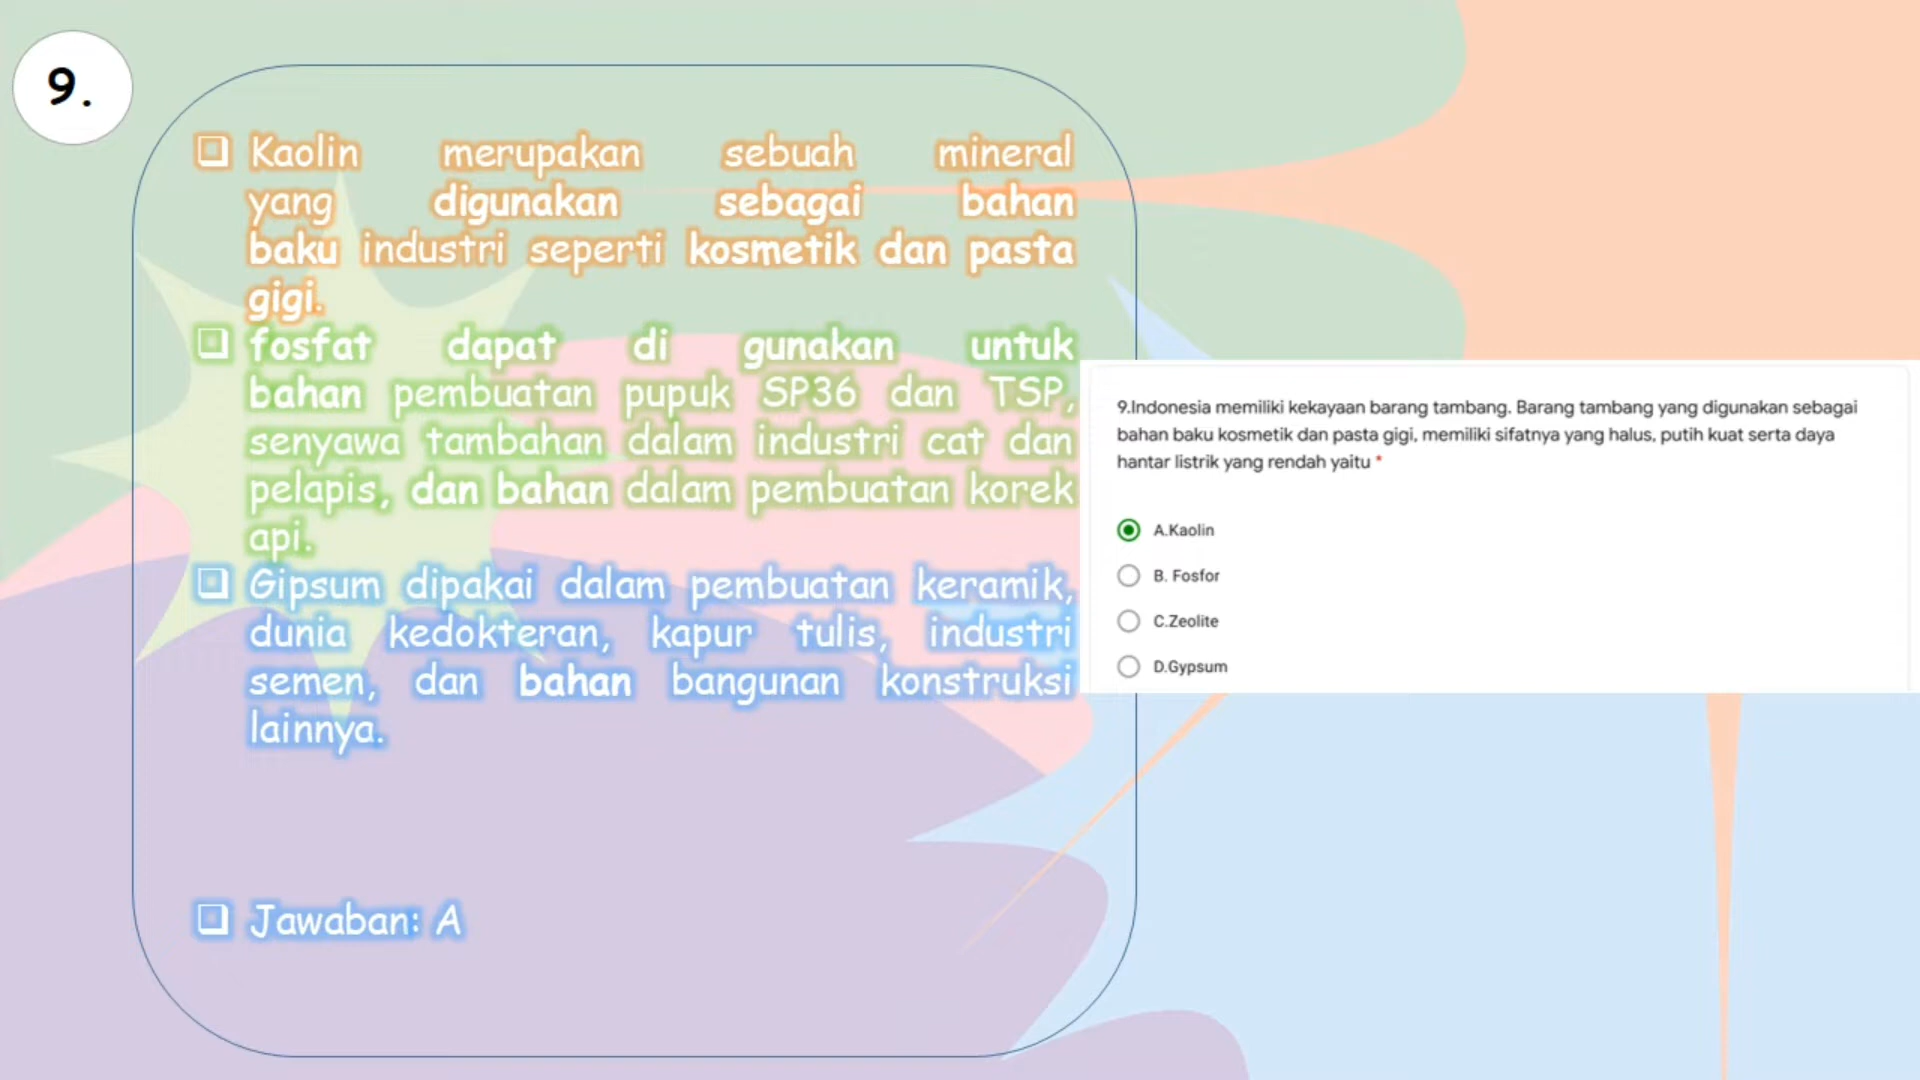 9.
❑ Kaolin merupakan sebuah mineral
yang digunakan sebagai bahan
baku industri seperti kosmetik dan pasta
gigi.
❑ fosfat dapat di gunakan untuk
bahan pembuatan pupuk SP36 dan TSP,
senyawa tambahan dalam industri cat dan
pelapis, dan bahan dalam pembuatan korek
api.
❑ Gipsum dipakai dalam pembuatan keramik,
dunia kedokteran, kapur tulis, industri
semen, dan bahan bangunan konstruksi
lainnya.
❑ Jawaban: A
9.Indonesia memiliki kekayaan barang tambang. Barang tambang yang digunakan sebagai
bahan baku kosmetik dan pasta gigi, memiliki sifatnya yang halus, putih kuat serta daya
hantar listrik yang rendah yaitu *
A.Kaolin
B. Fosfor
C.Zeolite
D.Gypsum